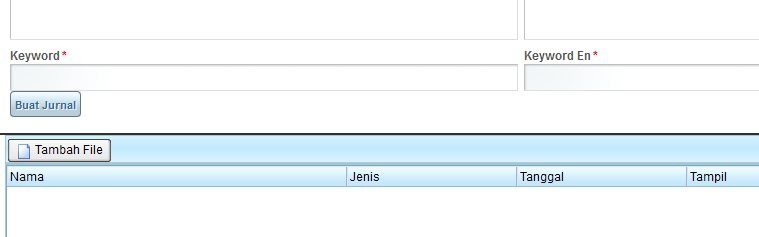 Keyword * Keyword En *
Buat Jurnal
Tambah File
Nama Jenis Tanggal Tampil